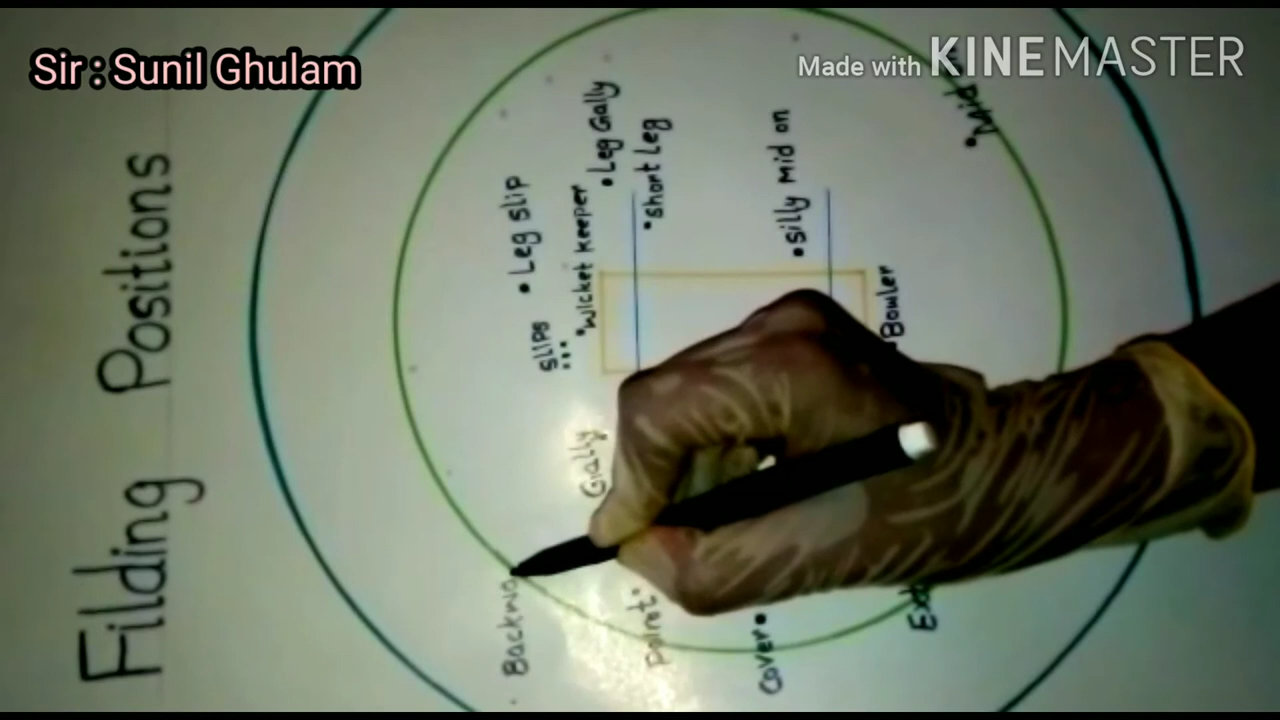 Sir : Sunil Ghulam
Made with KINEMASTER
Filding Positions
Leg Gally
short Leg
silly Mid on
Mid
Leg slip
wicket keeper
slips
Bowler
Gally
Point
Cover